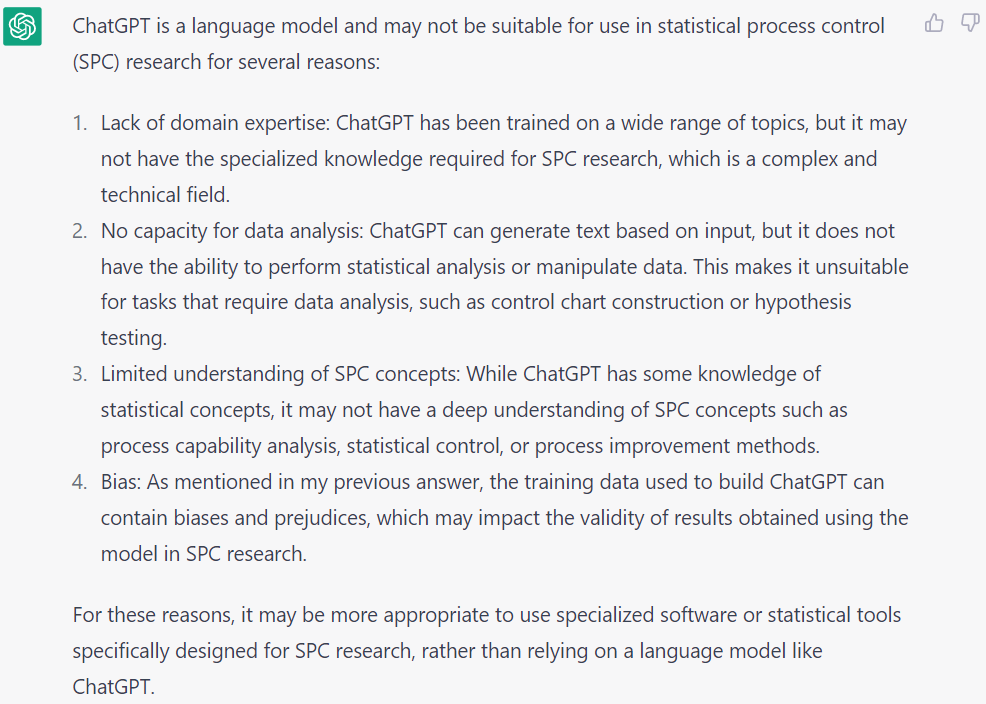 ChatGPT is a language model and may not be suitable for use in statistical process control
(SPC) research for several reasons:
1. Lack of domain expertise: ChatGPT has been trained on a wide range of topics, but it may
not have the specialized knowledge required for SPC research, which is a complex and
technical field.
2. No capacity for data analysis: ChatGPT can generate text based on input, but it does not
have the ability to perform statistical analysis or manipulate data. This makes it unsuitable
for tasks that require data analysis, such as control chart construction or hypothesis
testing.
3. Limited understanding of SPC concepts: While ChatGPT has some knowledge of
statistical concepts, it may not have a deep understanding of SPC concepts such as
process capability analysis, statistical control, or process improvement methods.
4. Bias: As mentioned in my previous answer, the training data used to build ChatGPT can
contain biases and prejudices, which may impact the validity of results obtained using the
model in SPC research.
For these reasons, it may be more appropriate to use specialized software or statistical tools
specifically designed for SPC research, rather than relying on a language model like
ChatGPT.